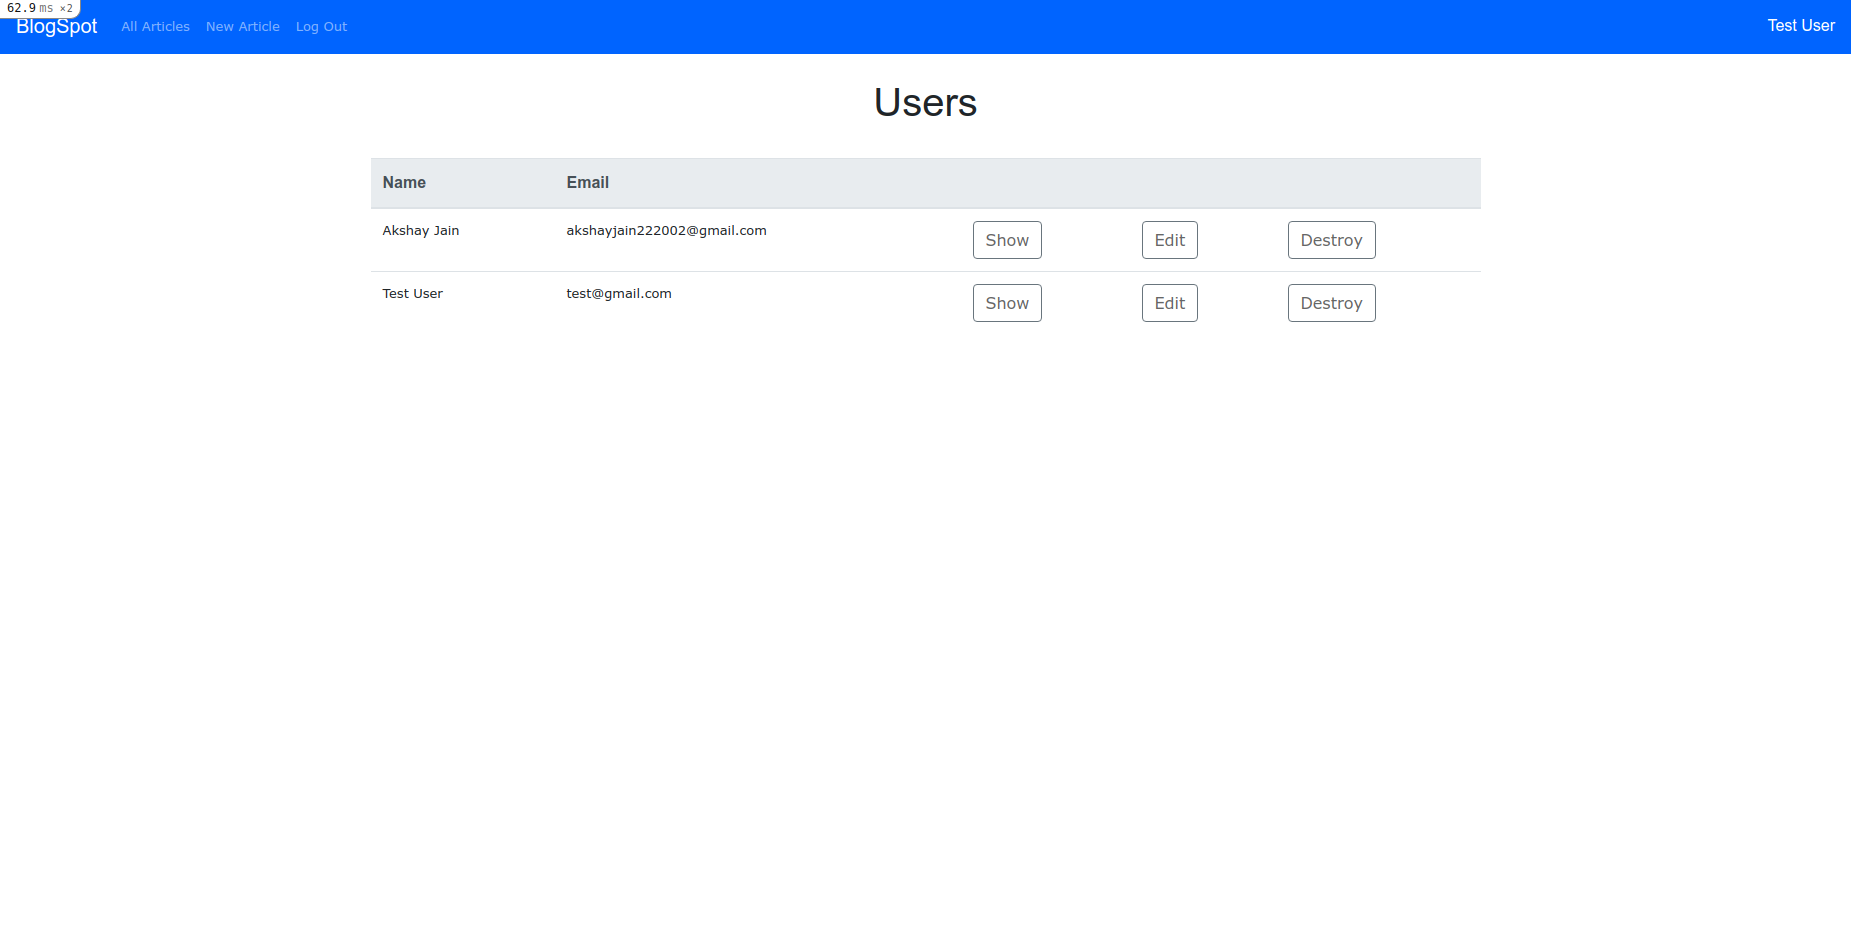 62.9 ms ×2
BlogSpot All Articles New Article Log Out Test User
Users
Name Email
Akshay Jain akshayjain222002@gmail.com Show Edit Destroy
Test User test@gmail.com Show Edit Destroy